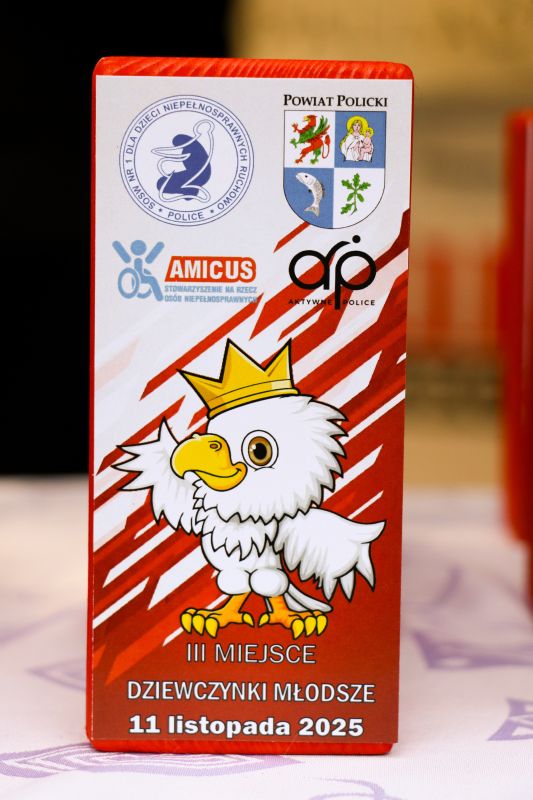 SOSW NR 1 DLA DZIECI NIEPEŁNOSPRAWNYCH RUCHOWO
• POLICE •
POWIAT POLICKI
AMICUS
STOWARZYSZENIE NA RZECZ
OSÓB NIEPEŁNOSPRAWNYCH
arp
AKTYWNE POLICE
III MIEJSCE
DZIEWCZYNKI MŁODSZE
11 listopada 2025